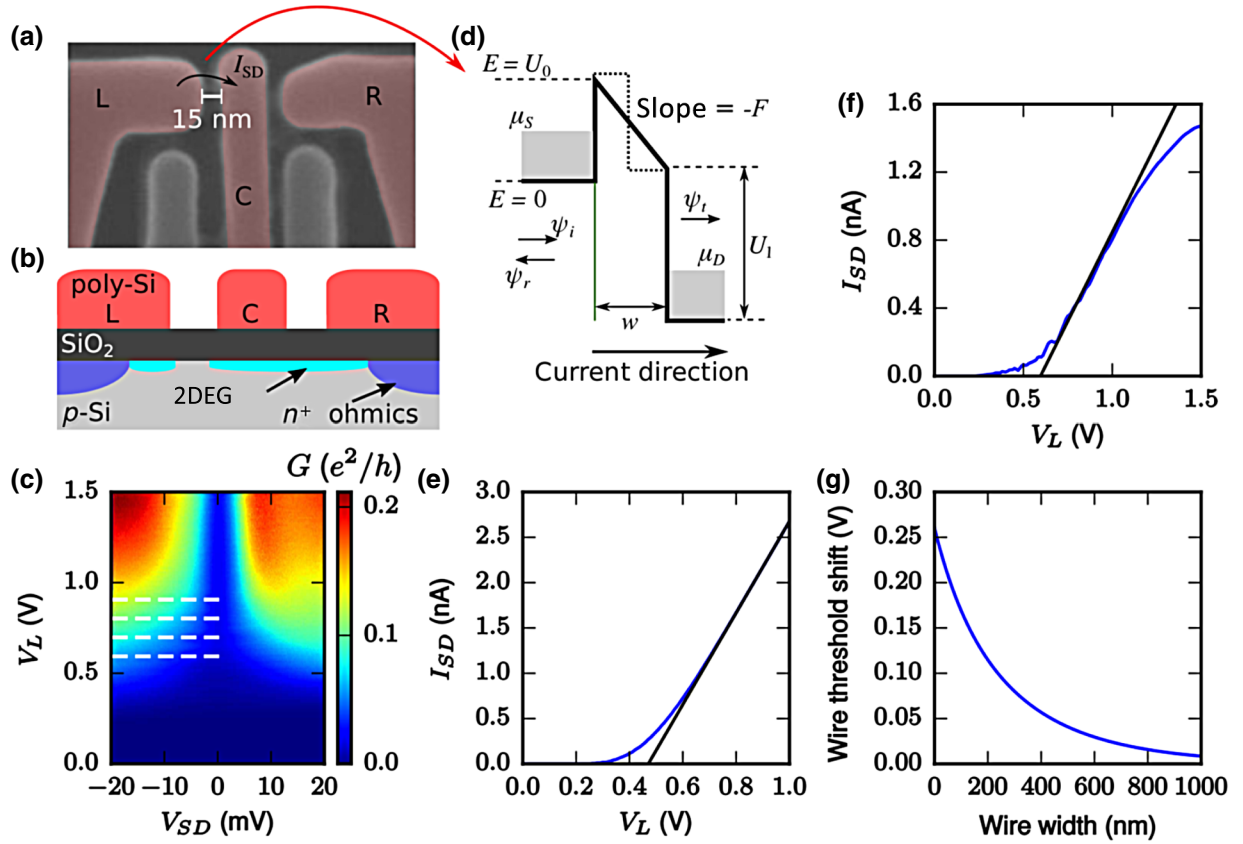 (a)
I_SD
L
R
15 nm
C
(b)
poly-Si
L
C
R
SiO₂
2DEG
p-Si
n⁺ ohmics
(c)
G (e²/h)
1.5
1.0
0.5
0.0
V_L (V)
−20 −10 0 10 20
V_SD (mV)
0.2
0.1
0.0
(d)
E = U₀
Slope = -F
μ_S
E = 0
ψ_i
ψ_r
ψ_t
U₁
μ_D
w
Current direction
(e)
3.0
2.5
2.0
1.5
1.0
0.5
0.0
I_SD (nA)
0.0 0.2 0.4 0.6 0.8 1.0
V_L (V)
(f)
1.6
1.2
0.8
0.4
0.0
I_SD (nA)
0.0 0.5 1.0 1.5
V_L (V)
(g)
0.30
0.25
0.20
0.15
0.10
0.05
0.00
Wire threshold shift (V)
0 200 400 600 800 1000
Wire width (nm)